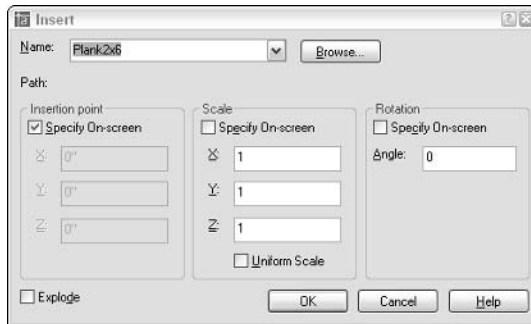 Insert
Name: Plank2x6 Browse...
Path:
Insertion point Scale Rotation
Specify On-screen Specify On-screen Specify On-screen
X: 0" X: 1 Angle: 0
Y: 0" Y: 1
Z: 0" Z: 1
Uniform Scale
Explode OK Cancel Help